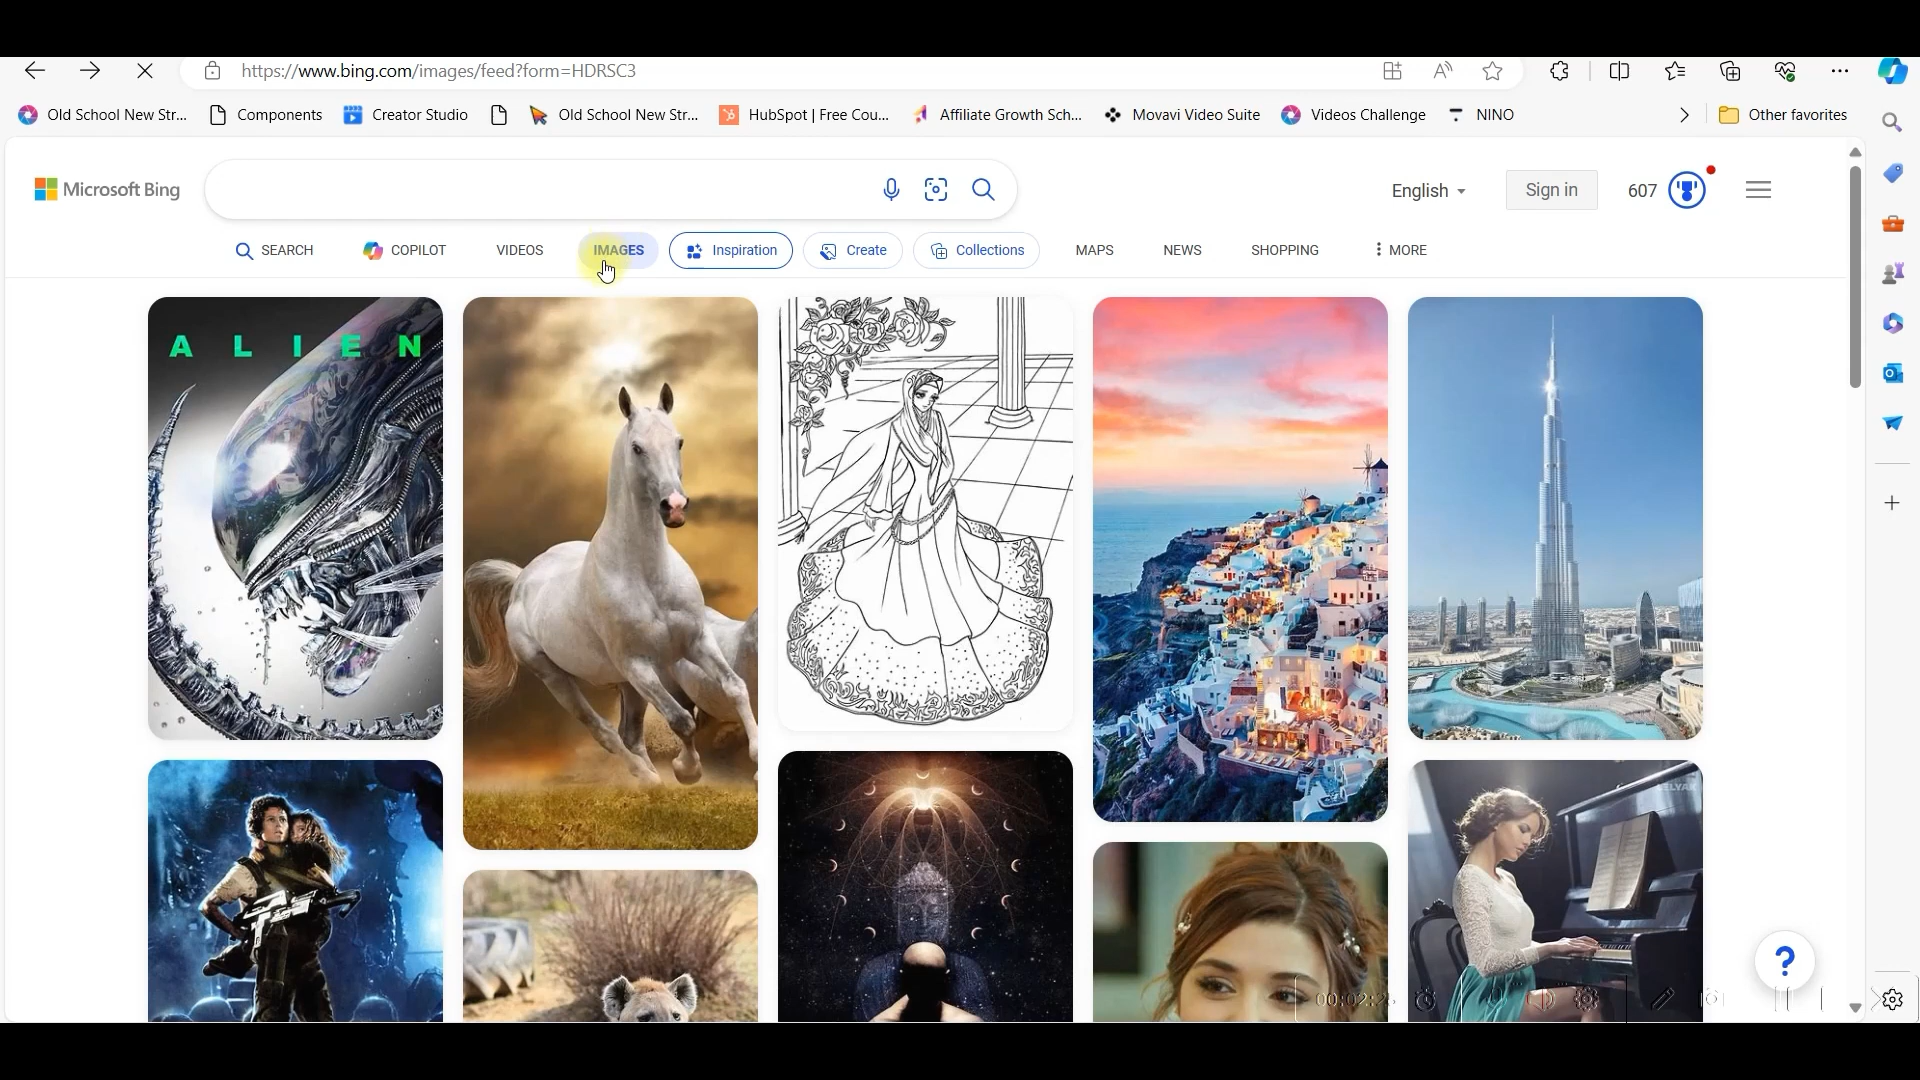 https://www.bing.com/images/feed?form=HDRSC3
Old School New Str... Components Creator Studio Old School New Str... HubSpot | Free Cou... Affiliate Growth Sch... Movavi Video Suite Videos Challenge NINO Other favorites
Microsoft Bing English Sign in 607
SEARCH COPILOT VIDEOS IMAGES Inspiration Create Collections MAPS NEWS SHOPPING MORE
A L I E N
LELYAK
?